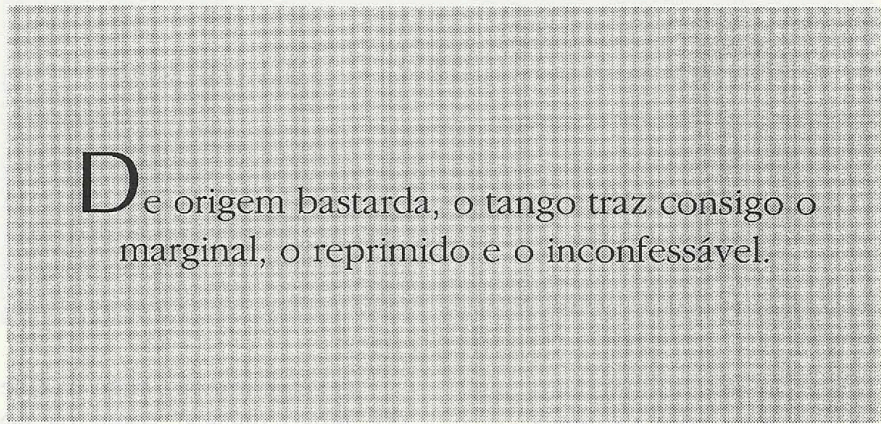 De origem bastarda, o tango traz consigo o
marginal, o reprimido e o inconfessável.